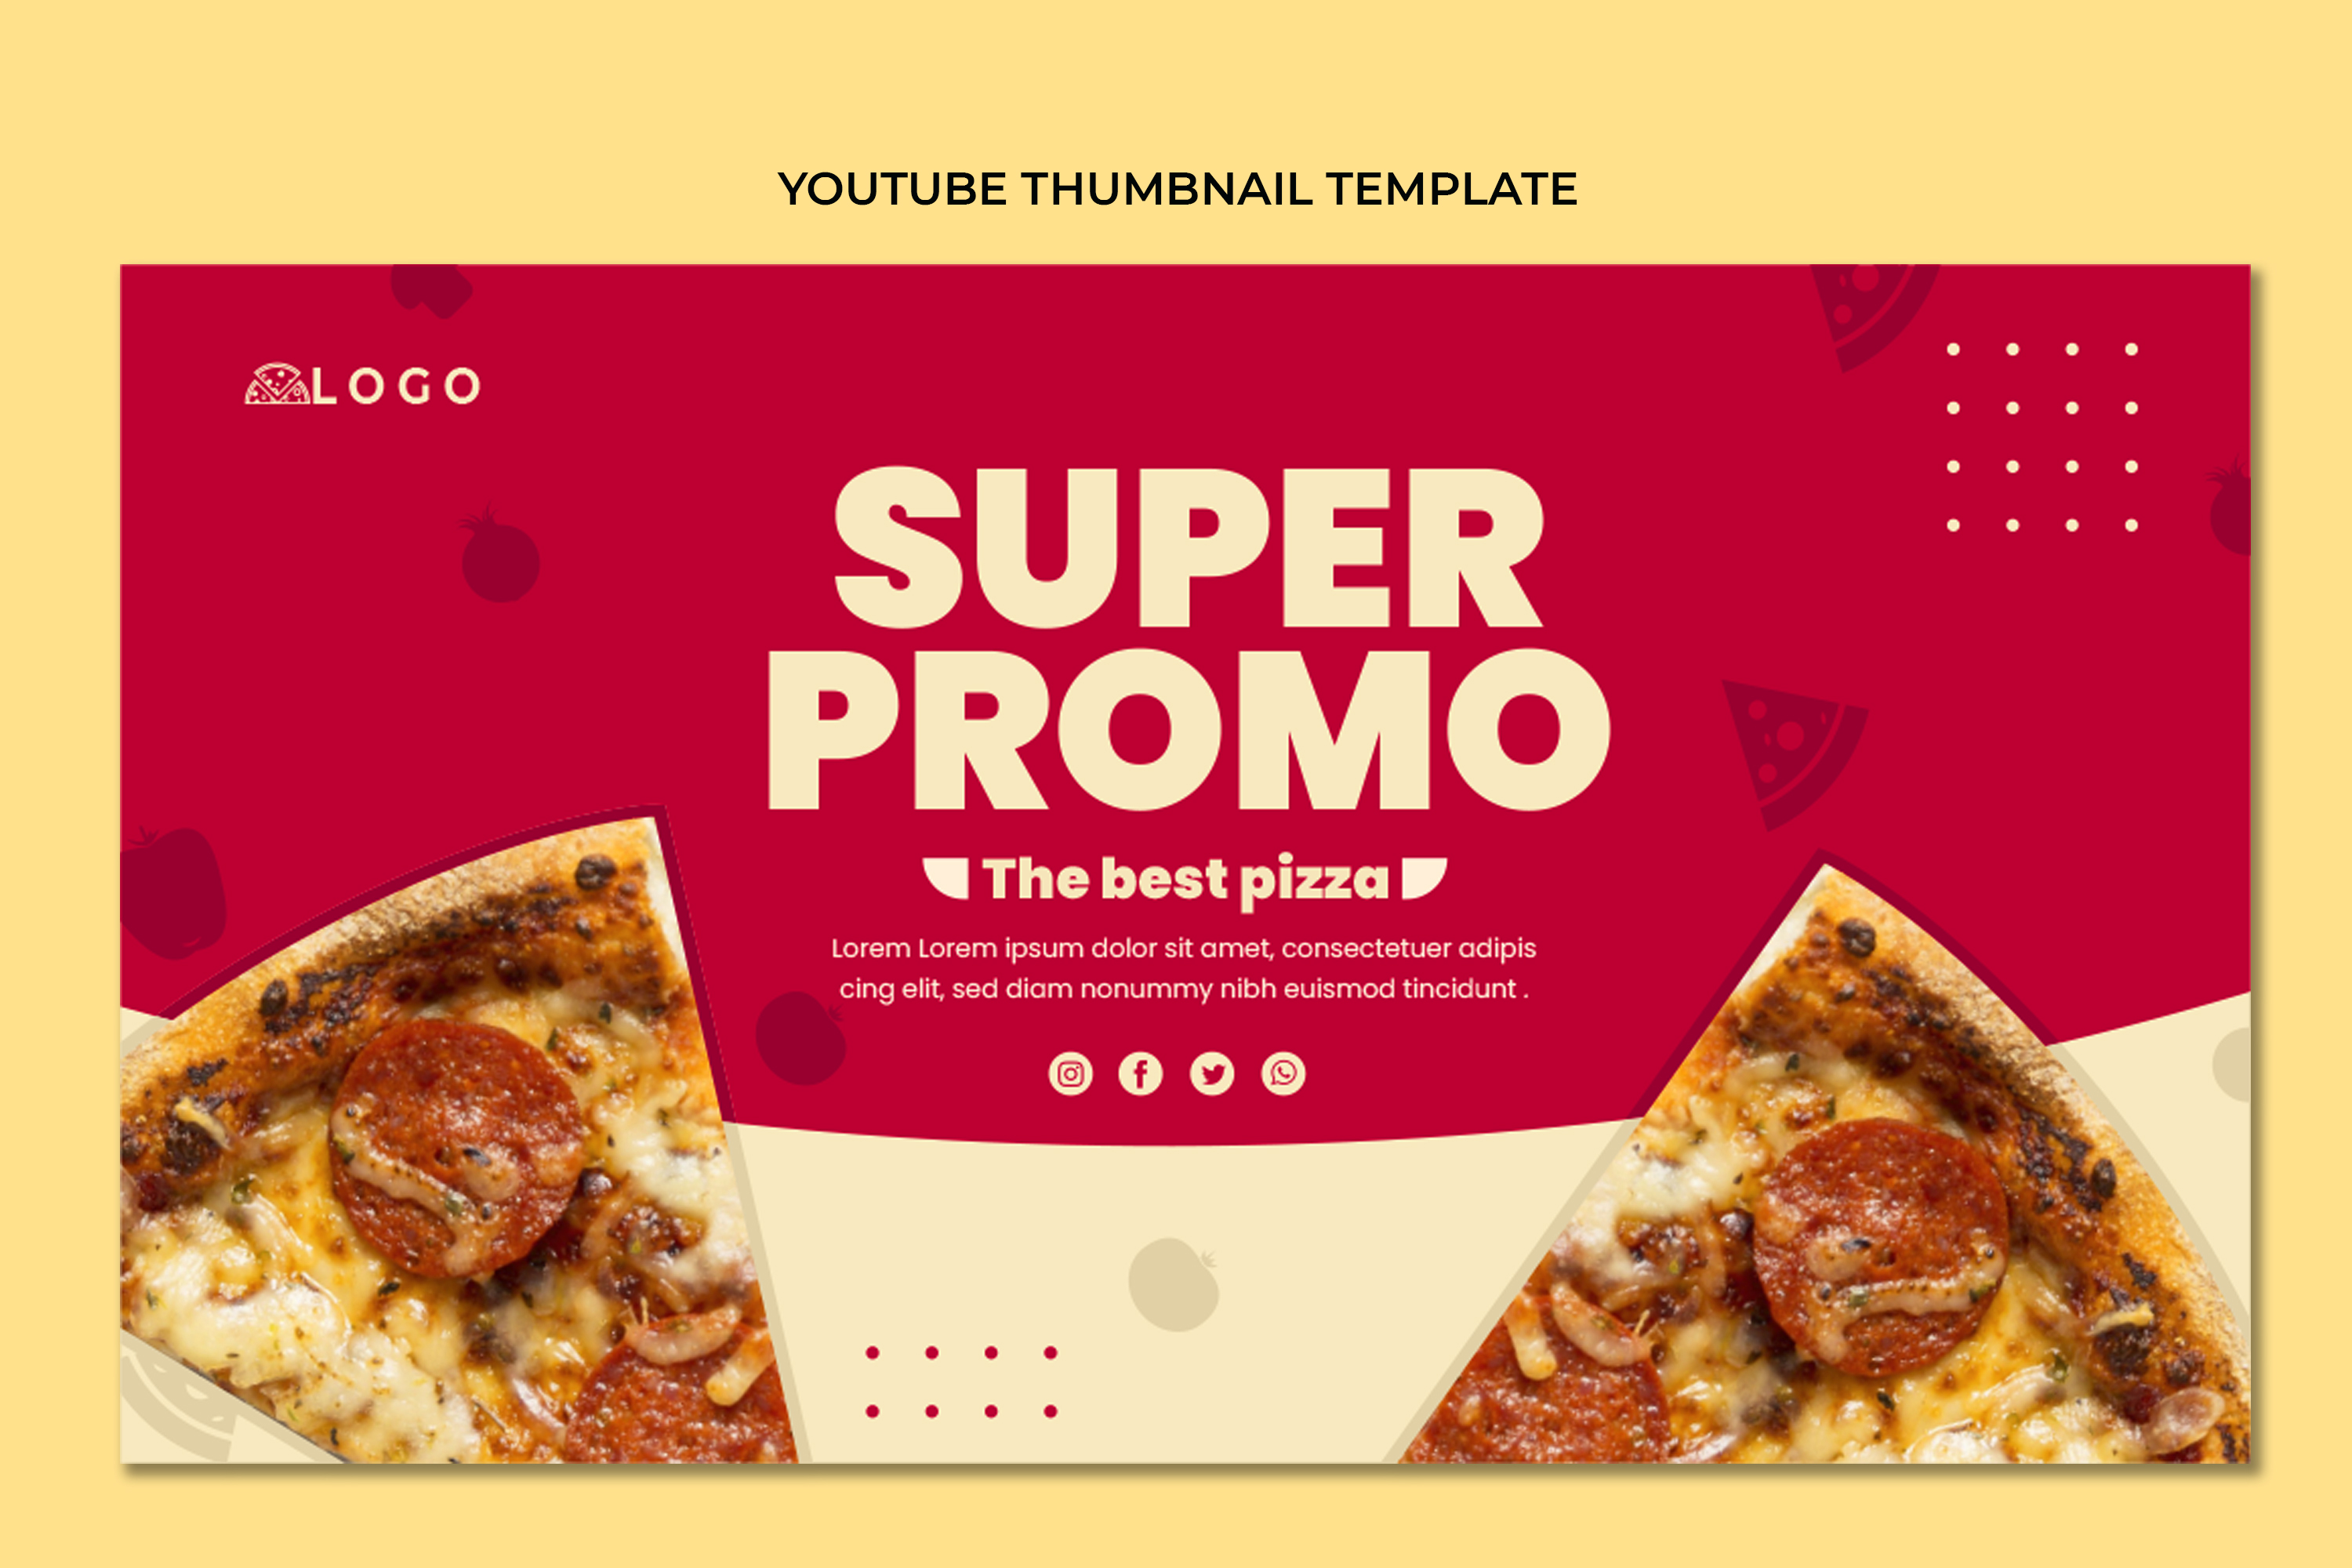 YOUTUBE THUMBNAIL TEMPLATE
LOGO
SUPER
PROMO
The best pizza
Lorem Lorem ipsum dolor sit amet, consectetuer adipis
cing elit, sed diam nonummy nibh euismod tincidunt .